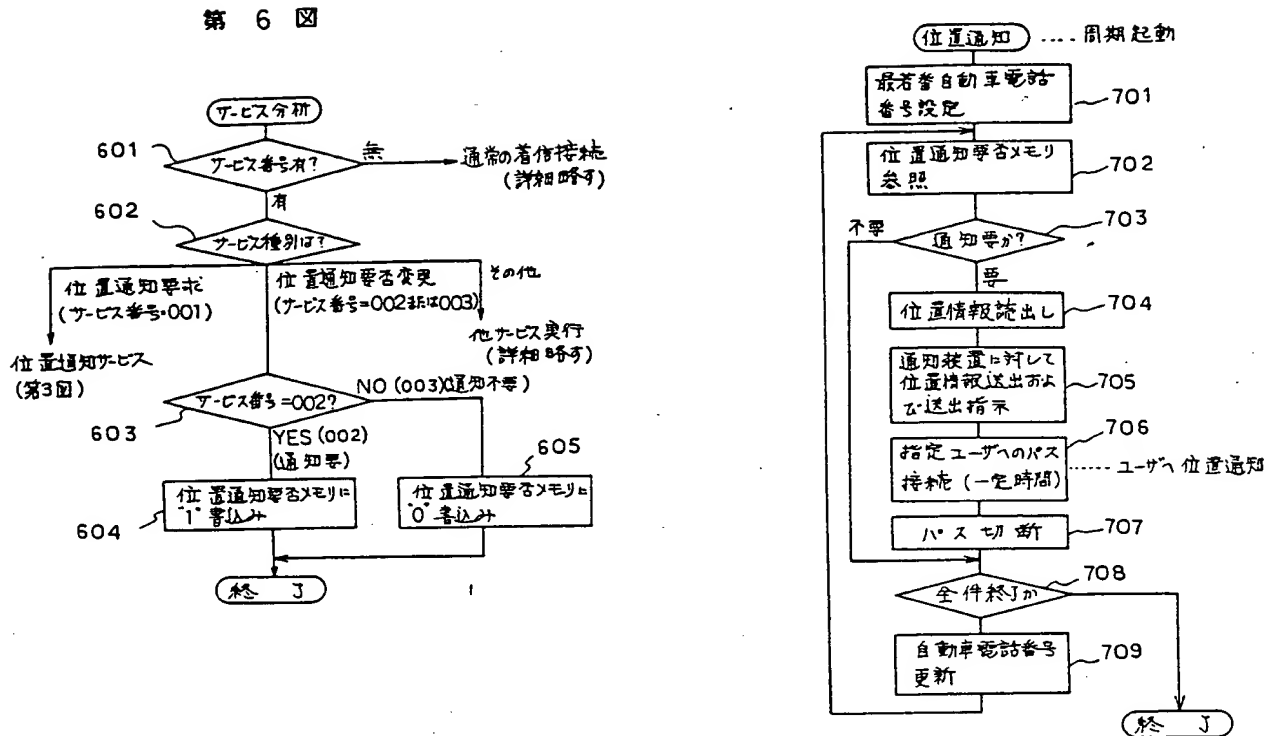 第 6 図
サービス分析
601
サービス番号有?
無
通常の着信接続
(詳細略す)
有
602
サービス種別は?
位置通知要求
(サービス番号=001)
位置通知要否変更
(サービス番号=002または003)
その他
位置通知サービス
(第3図)
他サービス実行
(詳細略す)
サービス番号=002?
603
NO(003)(通知不要)
YES(002)
(通知要)
605
位置通知要否メモリに
"1"書込み
604
位置通知要否メモリに
"0"書込み
終 了
位置通知 .... 周期起動
最若番自動車電話
番号設定
701
位置通知要否メモリ
参照
702
703
不要
通知要か?
要
位置情報読出し
704
通知装置に対して
位置情報送出およ
び送出指示
705
706
指定ユーザへのパス
接続(一定時間)
...... ユーザへ位置通知
パス切断
707
708
全件終了か
自動車電話番号
更新
709
終 了